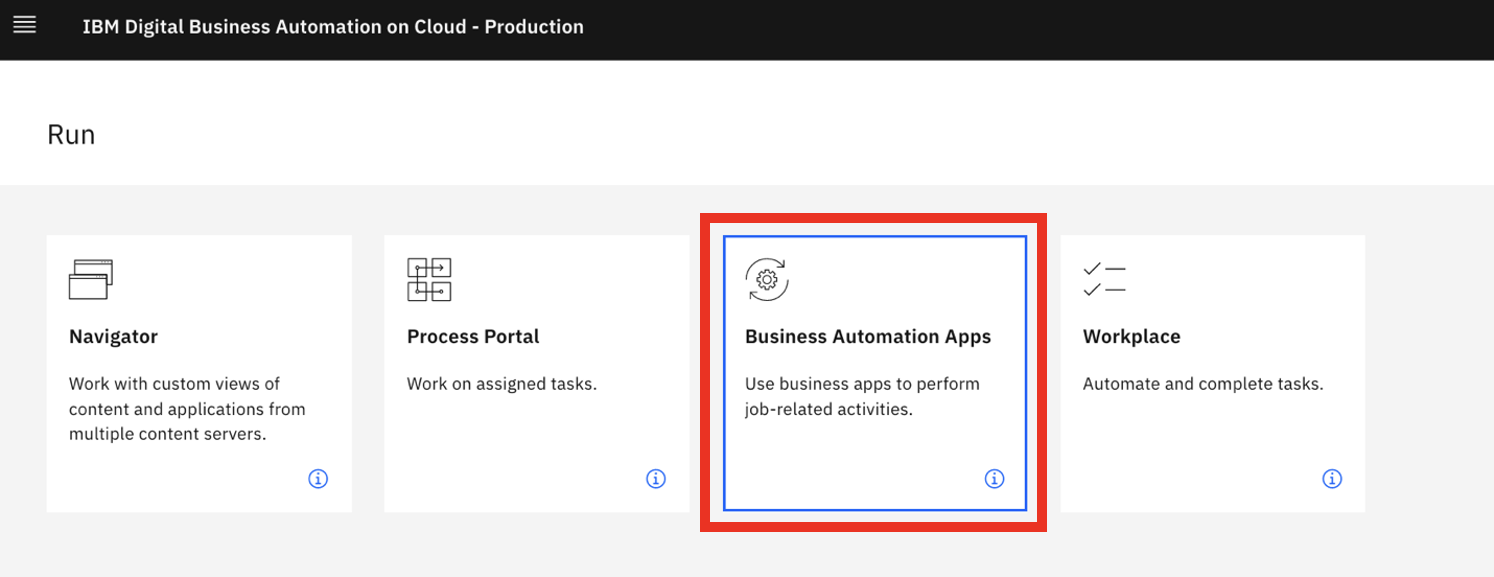 IBM Digital Business Automation on Cloud - Production
Run
Navigator
Work with custom views of
content and applications from
multiple content servers.
Process Portal
Work on assigned tasks.
Business Automation Apps
Use business apps to perform
job-related activities.
Workplace
Automate and complete tasks.